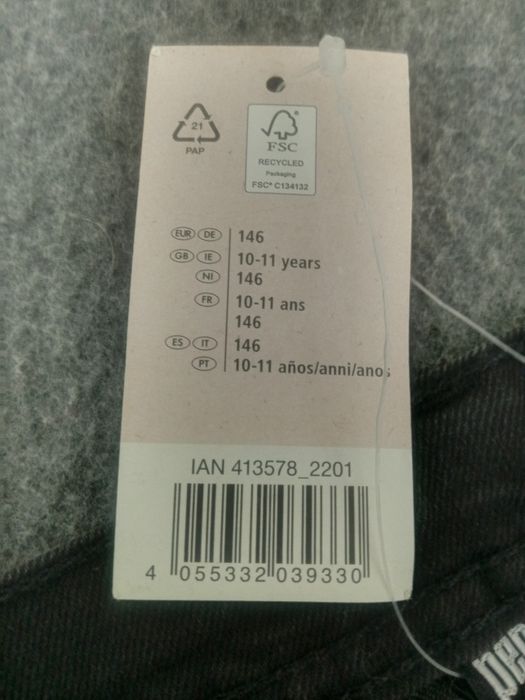 21
PAP
FSC
RECYCLED
Packaging
FSC® C134132
EUR DE 146
GB IE 10-11 years
NI 146
FR 10-11 ans
146
ES IT 146
PT 10-11 años/anni/anos
IAN 413578_2201
4 055332 039330